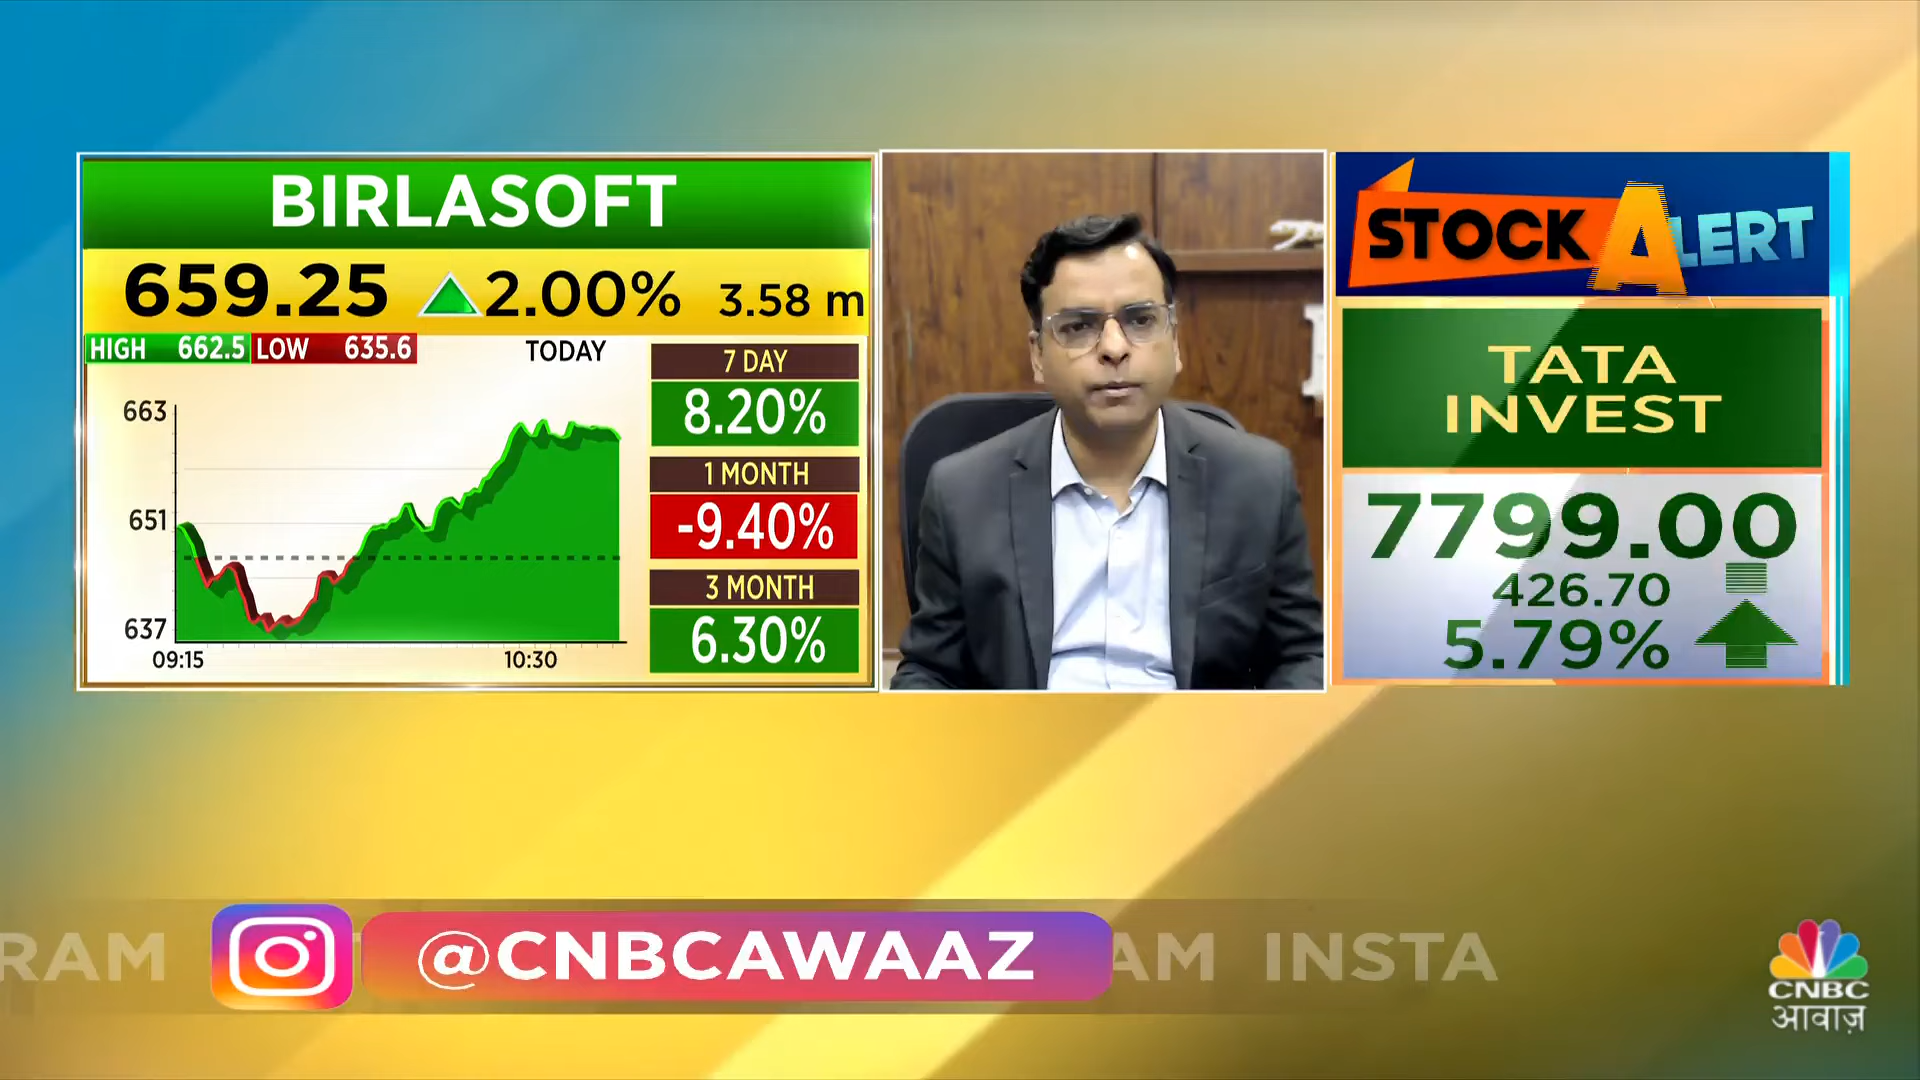 BIRLASOFT
659.25 2.00% 3.58 m
HIGH 662.5 LOW 635.6
TODAY
663
651
637
09:15 10:30
7 DAY
8.20%
1 MONTH
-9.40%
3 MONTH
6.30%
STOCK ALERT
TATA
INVEST
7799.00
426.70
5.79%
RAM @CNBCAWAAZ AM INSTA
CNBC
आवाज़